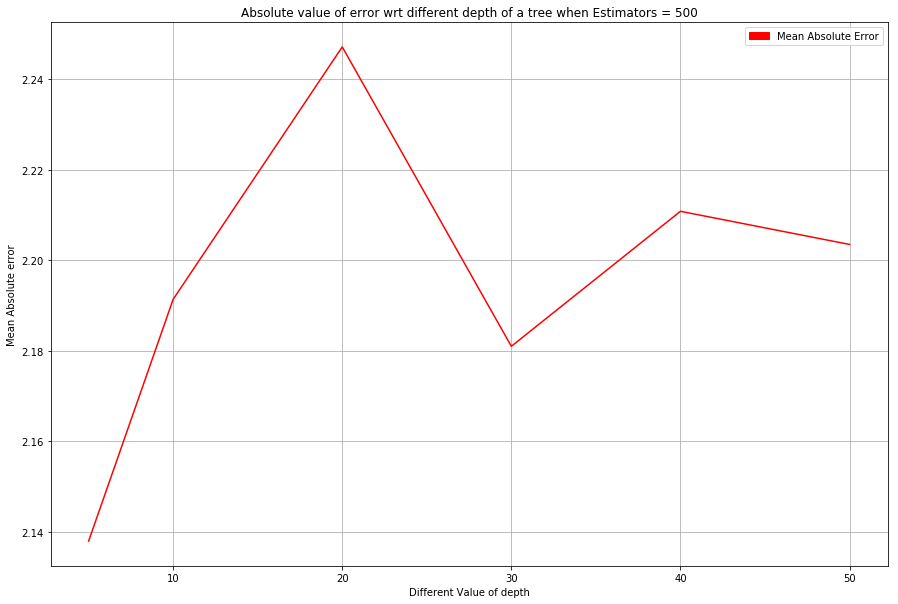 Absolute value of error wrt different depth of a tree when Estimators = 500
Mean Absolute Error
Mean Absolute error
2.24
2.22
2.20
2.18
2.16
2.14
10 20 30 40 50
Different Value of depth